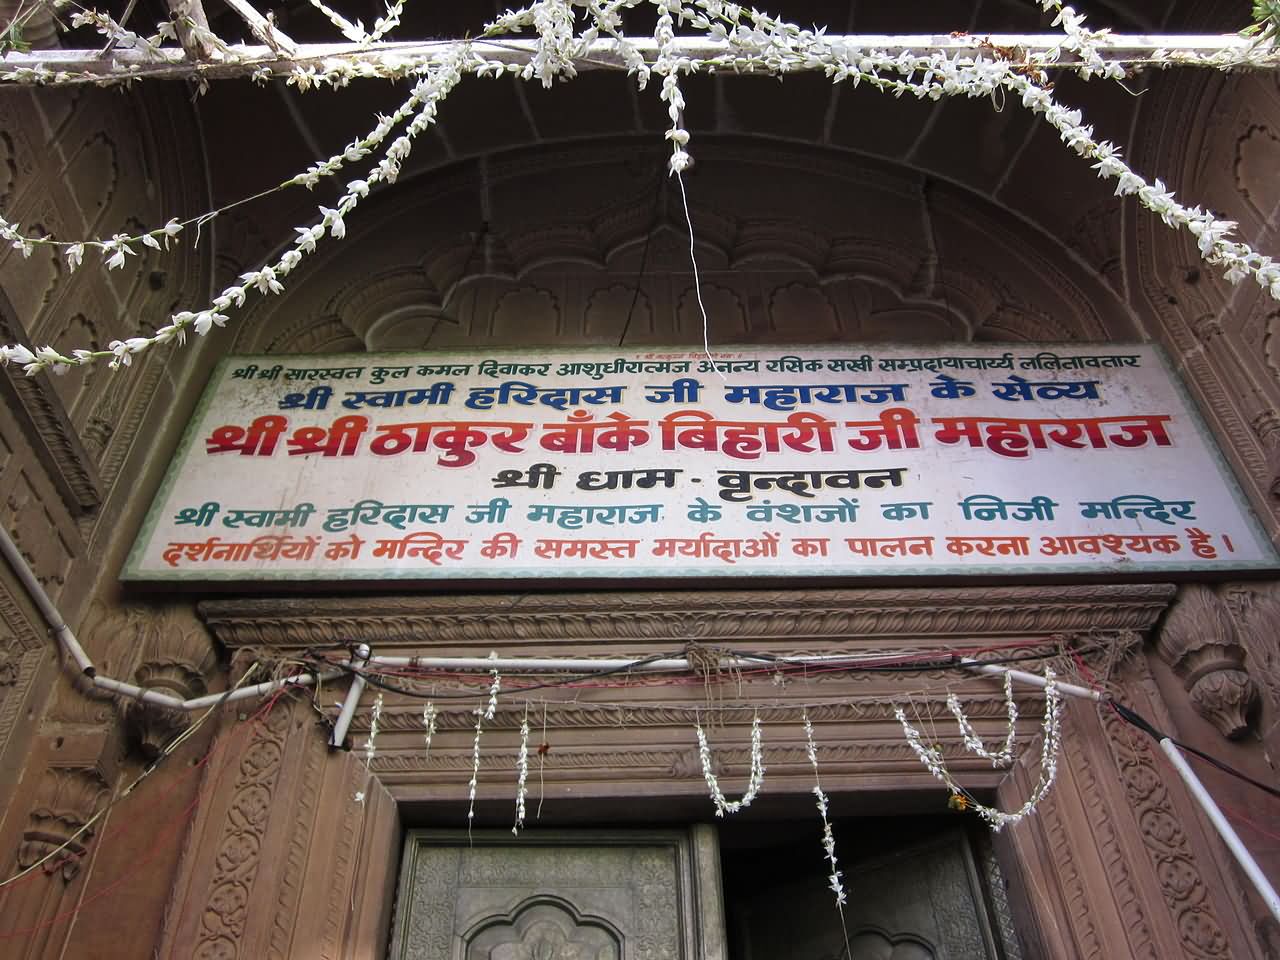 श्री श्री सारस्वत कुल कमल दिवाकर आशुधीरात्मज अनन्य रसिक सखी सम्प्रदायाचार्य्य ललितावतार
श्री स्वामी हरिदास जी महाराज के सेव्य
श्री श्री ठाकुर बाँके बिहारी जी महाराज
श्री धाम · वृन्दावन
श्री स्वामी हरिदास जी महाराज के वंशजों का निजी मन्दिर
दर्शनार्थियों को मन्दिर की समस्त मर्यादाओं का पालन करना आवश्यक है।